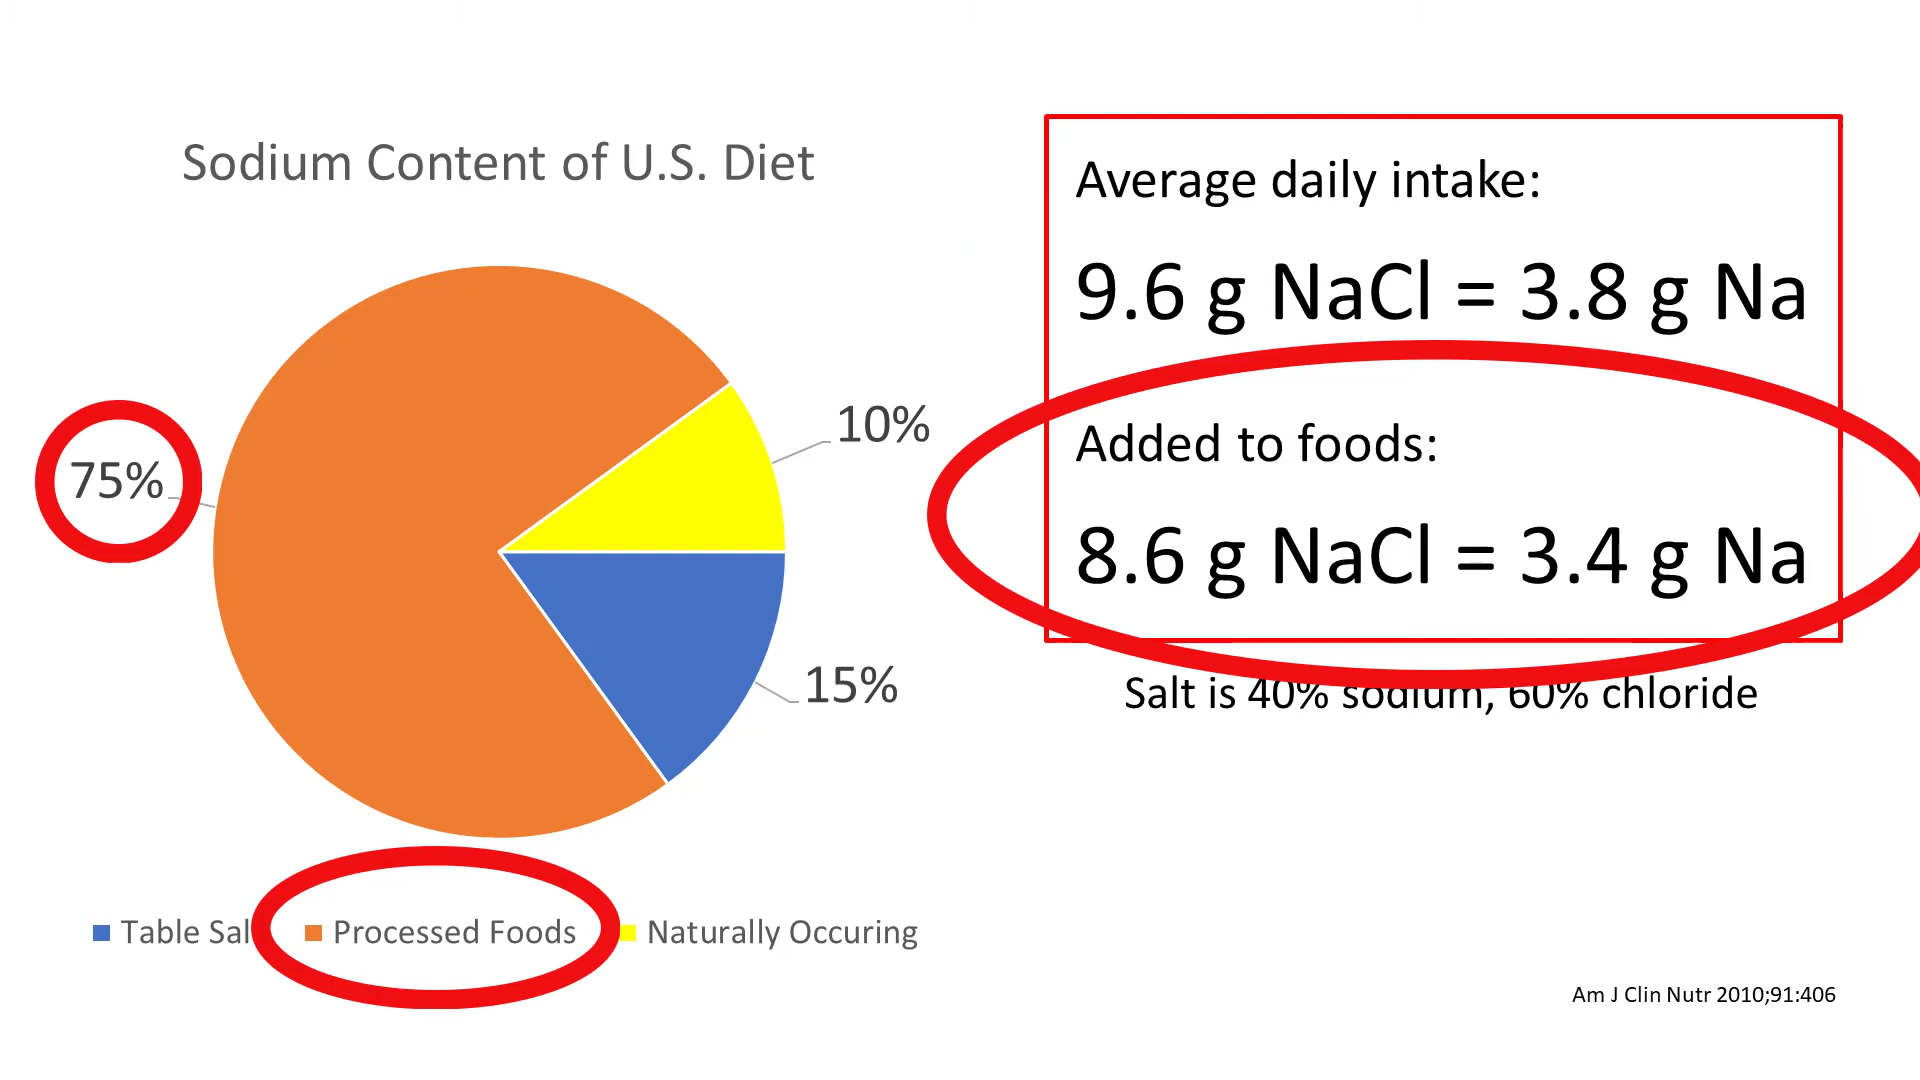 Sodium Content of U.S. Diet
75%
10%
15%
Table Sal
Processed Foods
Naturally Occuring
Average daily intake:
9.6 g NaCl = 3.8 g Na
Added to foods:
8.6 g NaCl = 3.4 g Na
Salt is 40% sodium, 60% chloride
Am J Clin Nutr 2010;91:406